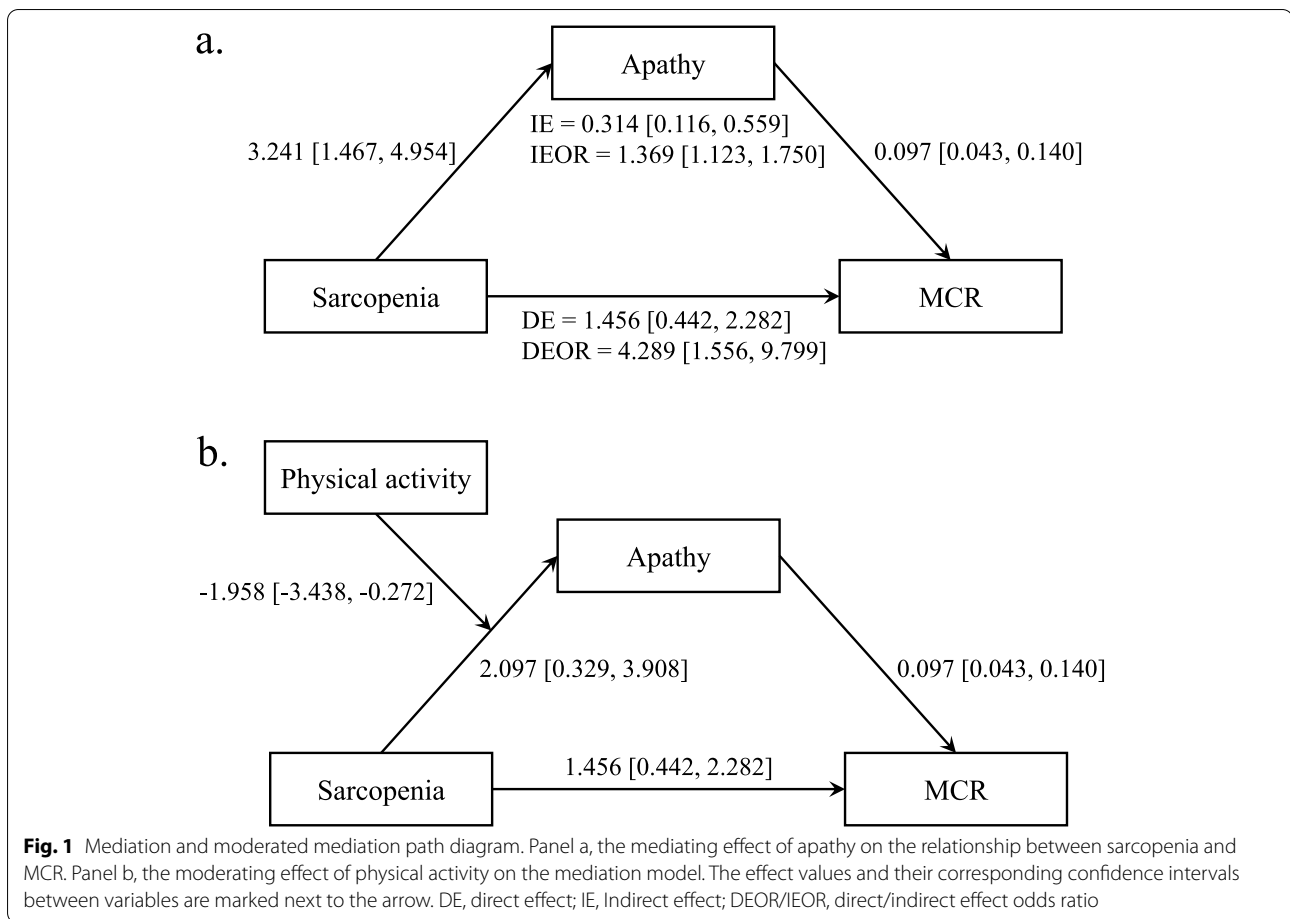 a.
Apathy
IE = 0.314 [0.116, 0.559]
IEOR = 1.369 [1.123, 1.750]
3.241 [1.467, 4.954]
0.097 [0.043, 0.140]
Sarcopenia
MCR
DE = 1.456 [0.442, 2.282]
DEOR = 4.289 [1.556, 9.799]
b.
Physical activity
Apathy
-1.958 [-3.438, -0.272]
2.097 [0.329, 3.908]
0.097 [0.043, 0.140]
Sarcopenia
1.456 [0.442, 2.282]
MCR
Fig. 1 Mediation and moderated mediation path diagram. Panel a, the mediating effect of apathy on the relationship between sarcopenia and
MCR. Panel b, the moderating effect of physical activity on the mediation model. The effect values and their corresponding confidence intervals
between variables are marked next to the arrow. DE, direct effect; IE, Indirect effect; DEOR/IEOR, direct/indirect effect odds ratio